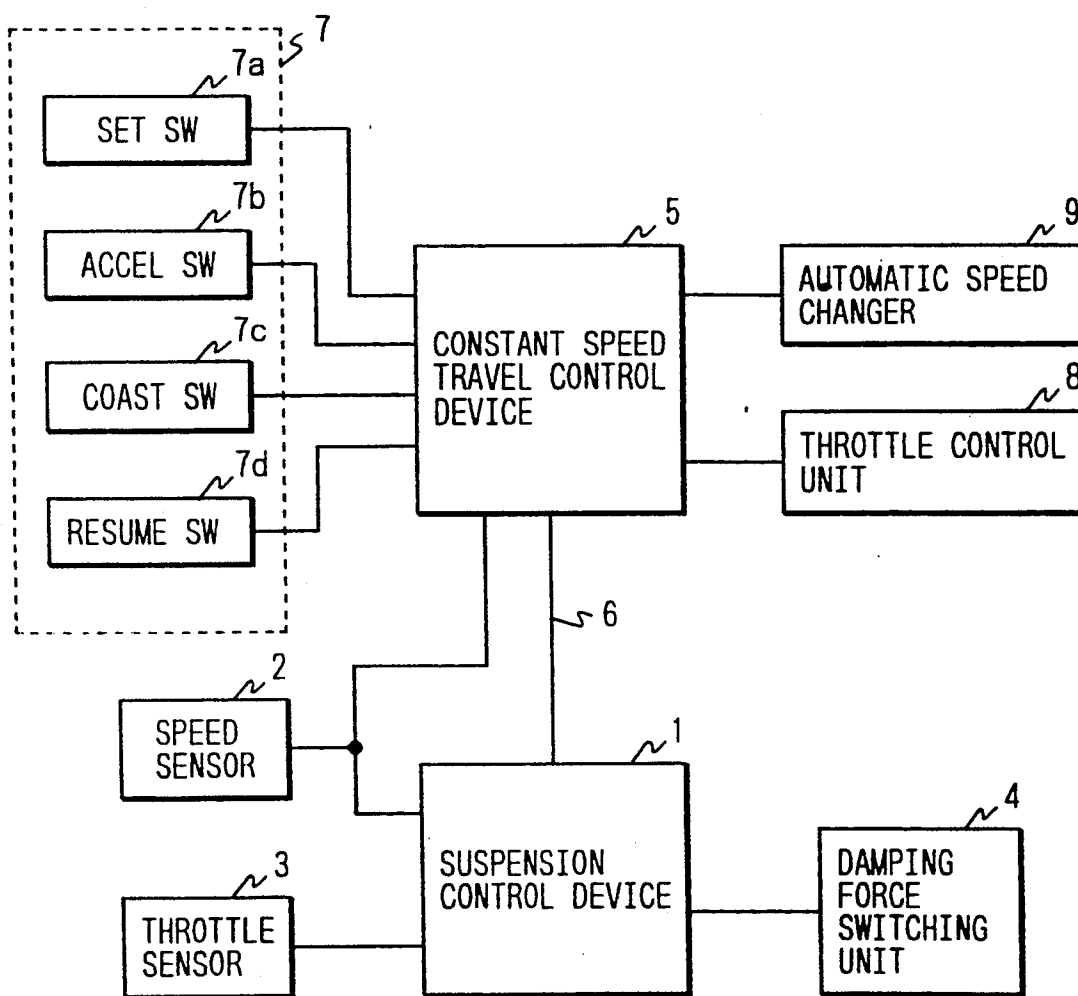 7
7a
SET SW
7b
ACCEL SW
7c
COAST SW
7d
RESUME SW
5
CONSTANT SPEED
TRAVEL CONTROL
DEVICE
9
AUTOMATIC SPEED
CHANGER
8
THROTTLE CONTROL
UNIT
6
2
SPEED
SENSOR
3
THROTTLE
SENSOR
1
SUSPENSION
CONTROL DEVICE
4
DAMPING
FORCE
SWITCHING
UNIT